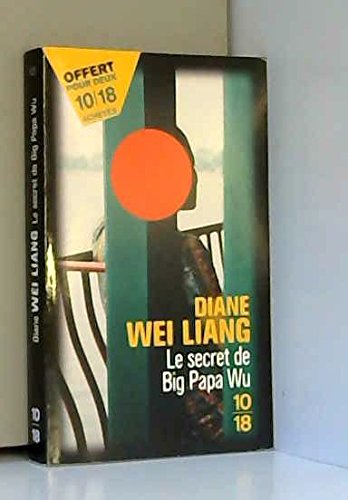 OFFERT
POUR DEUX
10|18
ACHETÉS
DIANE
WEI LIANG
Le secret de
Big Papa Wu
10
18
Diane WEI LIANG Le secret de Big Papa Wu
10
18